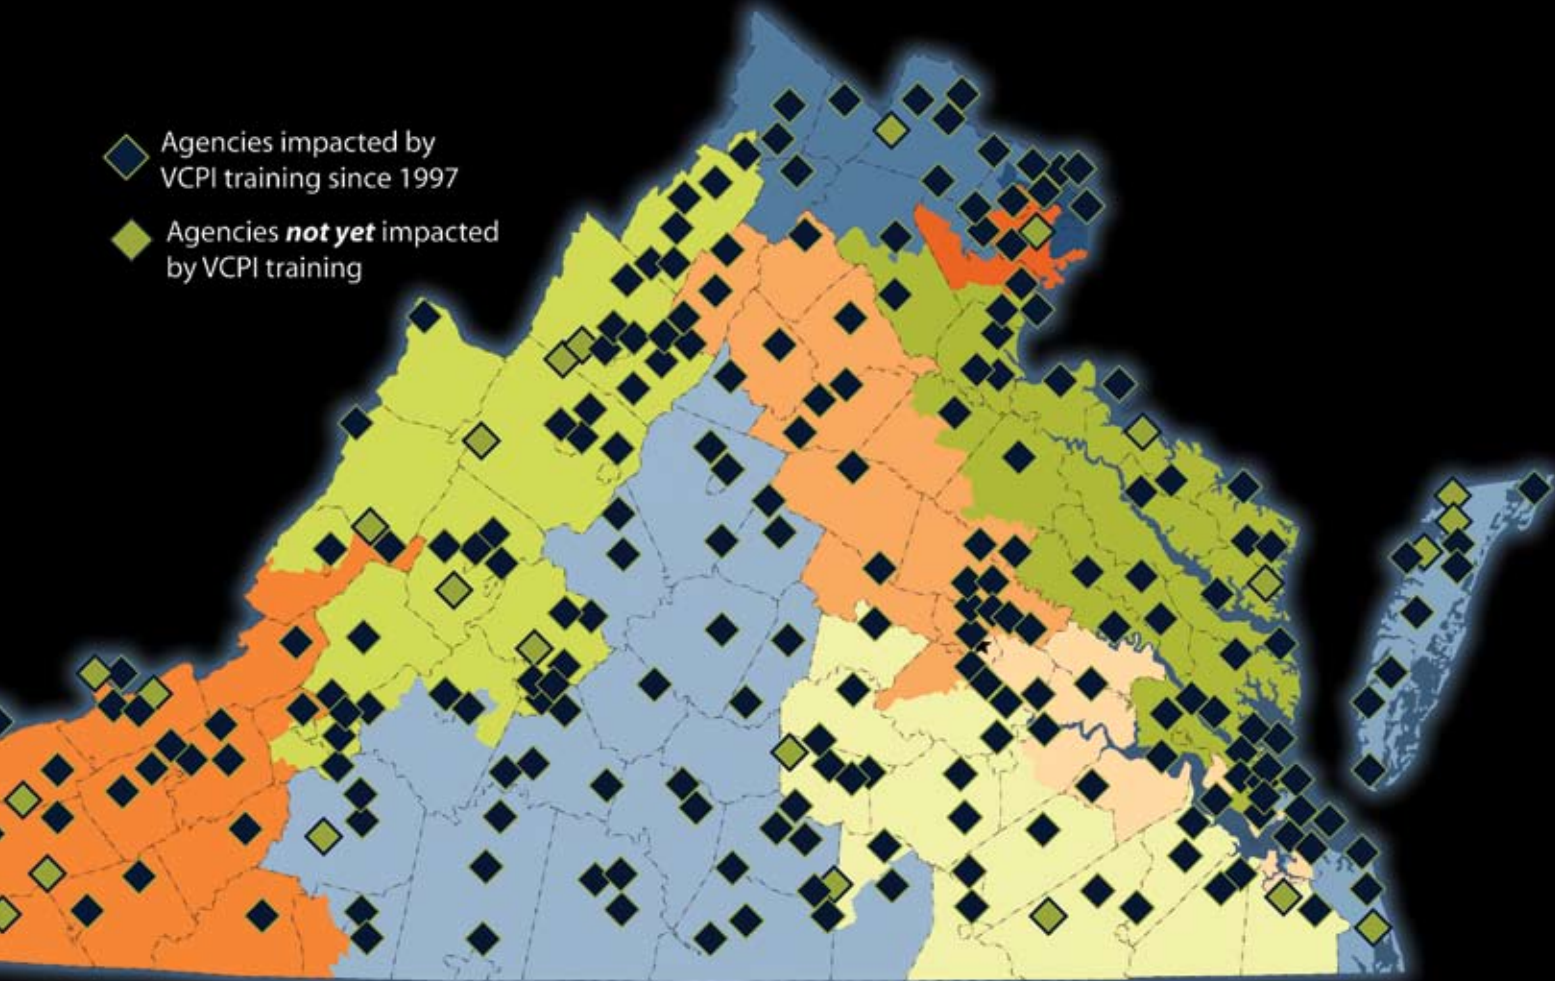 Agencies impacted by
VCPI training since 1997
Agencies not yet impacted
by VCPI training